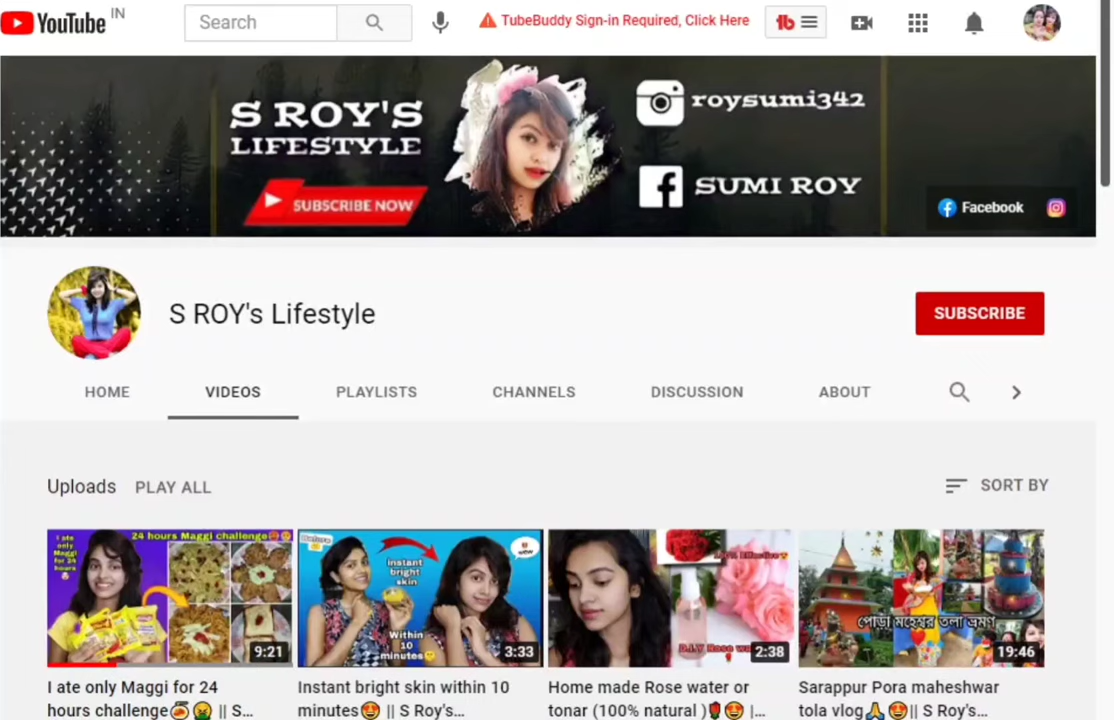 YouTube IN
Search
TubeBuddy Sign-in Required, Click Here
S ROY'S
LIFESTYLE
SUBSCRIBE NOW
roysumi342
SUMI ROY
Facebook
S ROY's Lifestyle
SUBSCRIBE
HOME VIDEOS PLAYLISTS CHANNELS DISCUSSION ABOUT
Uploads PLAY ALL SORT BY
I ate
only
Maggi
for 24
hours
24 hours Maggi challenge
9:21
Instant
bright
skin
Within
10
minutes
3:33
2:38
পোড়া মহেশ্বর তলা ভ্রমণ
19:46
I ate only Maggi for 24
hours challenge🍝🤮 || S...
Instant bright skin within 10
minutes😍 || S Roy's...
Home made Rose water or
tonar (100% natural )🌹😍 |...
Sarappur Pora maheshwar
tola vlog🙏😍|| S Roy's...